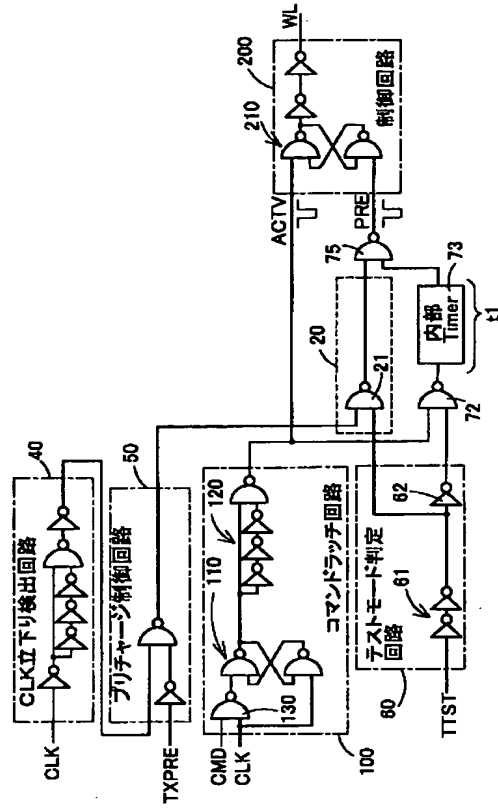 CLK立下り検出回路
40
CLK
プリチャージ制御回路
50
TXPRE
CMD
CLK
110
120
130
コマンドラッチ回路
100
テストモード判定
回路
61
62
60
TTST
20
21
72
75
内部
Timer
73
t1
ACTV
PRE
200
210
制御回路
WL